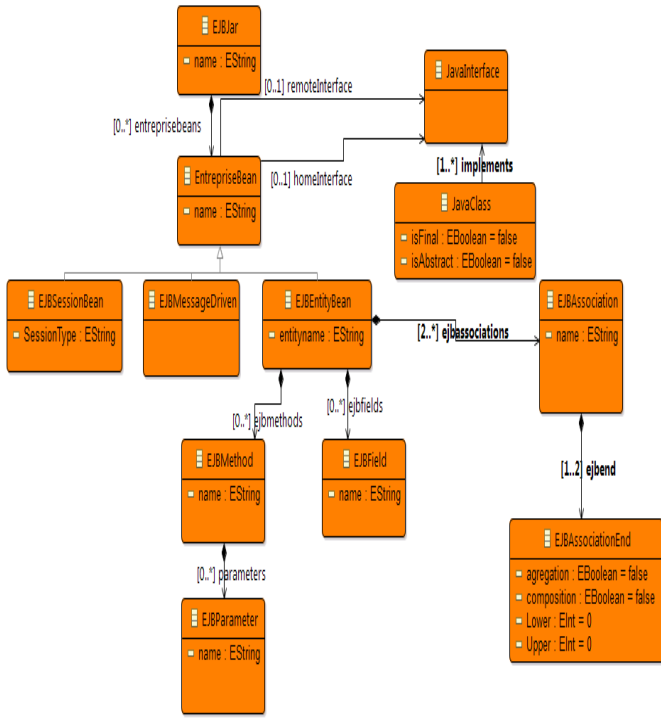 EJBJar
name : EString
[0..*] entreprisebeans
[0..1] remoteInterface
JavaInterface
EntrepriseBean
name : EString
[0..1] homeInterface
[1..*] implements
JavaClass
isFinal : EBoolean = false
isAbstract : EBoolean = false
EJBSessionBean
SessionType : EString
EJBMessageDriven
EJBEntityBean
entityname : EString
[2..*] ejbassociations
EJBAssociation
name : EString
[0..*] ejbmethods
[0..*] ejbfields
EJBMethod
name : EString
EJBField
name : EString
[1..2] ejbend
[0..*] parameters
EJBParameter
name : EString
EJBAssociationEnd
agregation : EBoolean = false
composition : EBoolean = false
Lower : EInt = 0
Upper : EInt = 0